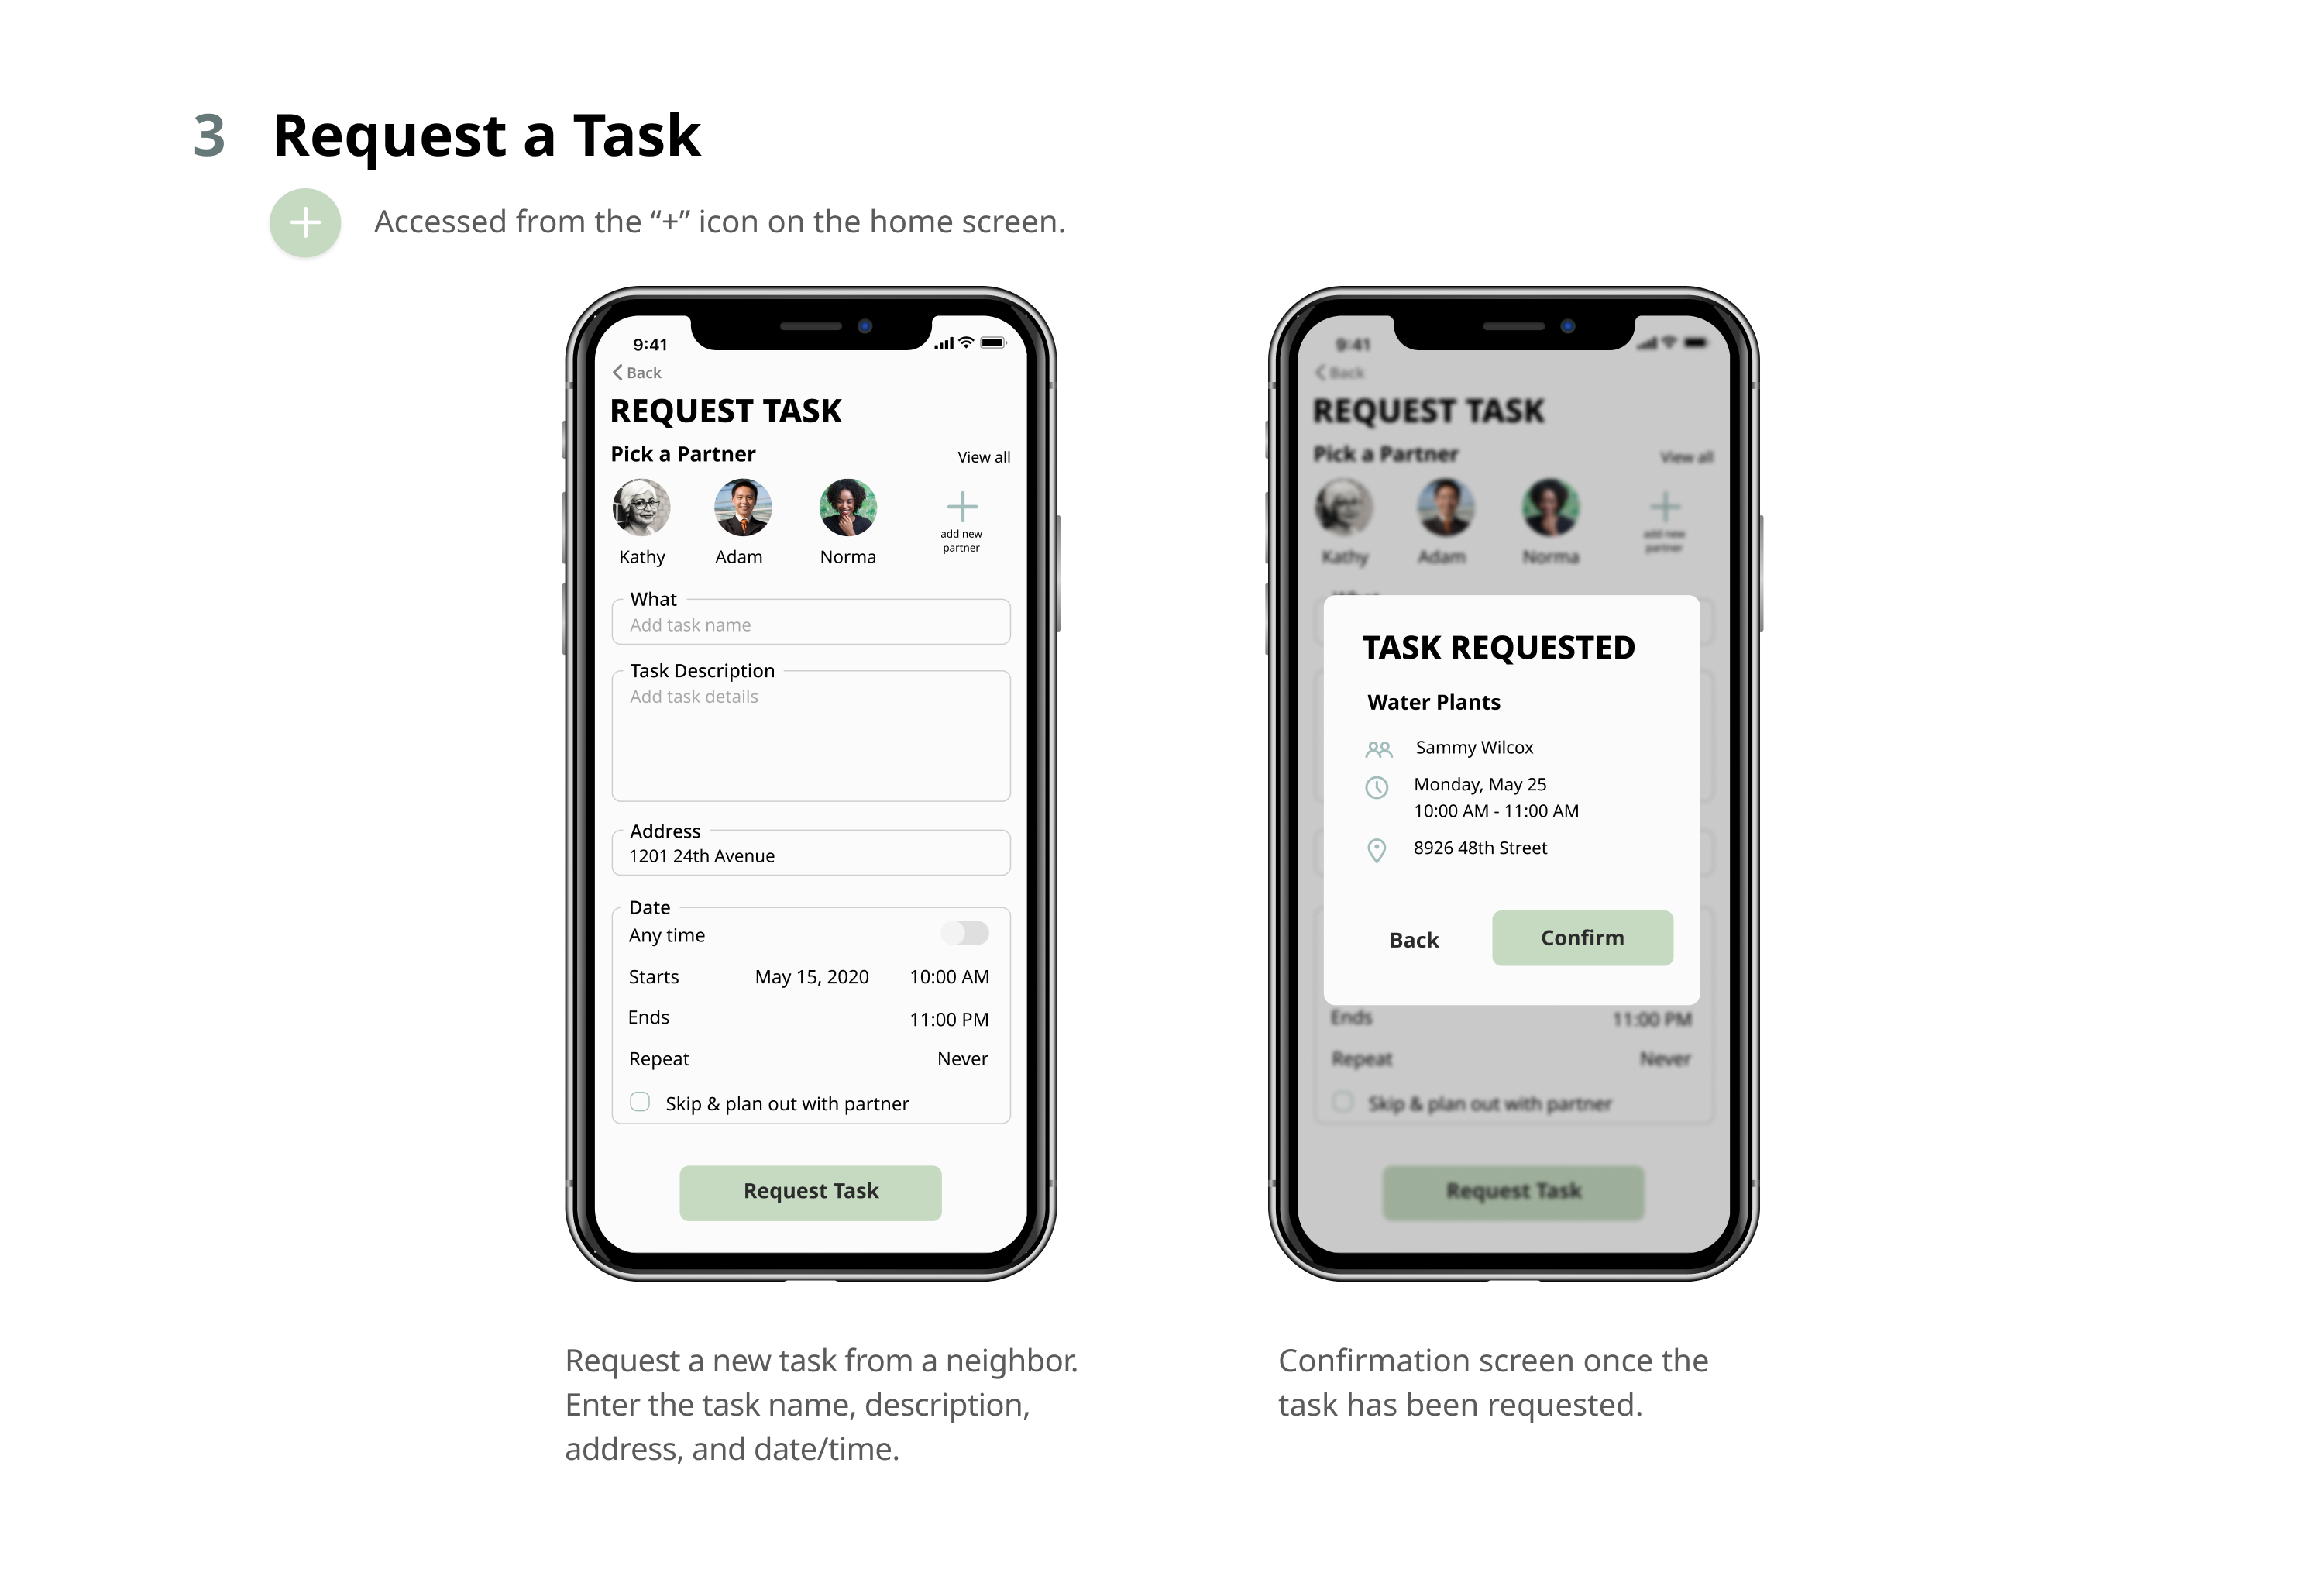 3 Request a Task
Accessed from the “+” icon on the home screen.
9:41
Back
REQUEST TASK
Pick a Partner View all
Kathy Adam Norma add new
partner
What
Add task name
Task Description
Add task details
Address
1201 24th Avenue
Date
Any time
Starts May 15, 2020 10:00 AM
Ends 11:00 PM
Repeat Never
Skip & plan out with partner
Request Task
Request a new task from a neighbor.
Enter the task name, description,
address, and date/time.
9:41
Back
REQUEST TASK
Pick a Partner View all
Kathy Adam Norma add new
partner
TASK REQUESTED
Water Plants
Sammy Wilcox
Monday, May 25
10:00 AM - 11:00 AM
8926 48th Street
Back Confirm
Ends 11:00 PM
Repeat Never
Skip & plan out with partner
Request Task
Confirmation screen once the
task has been requested.